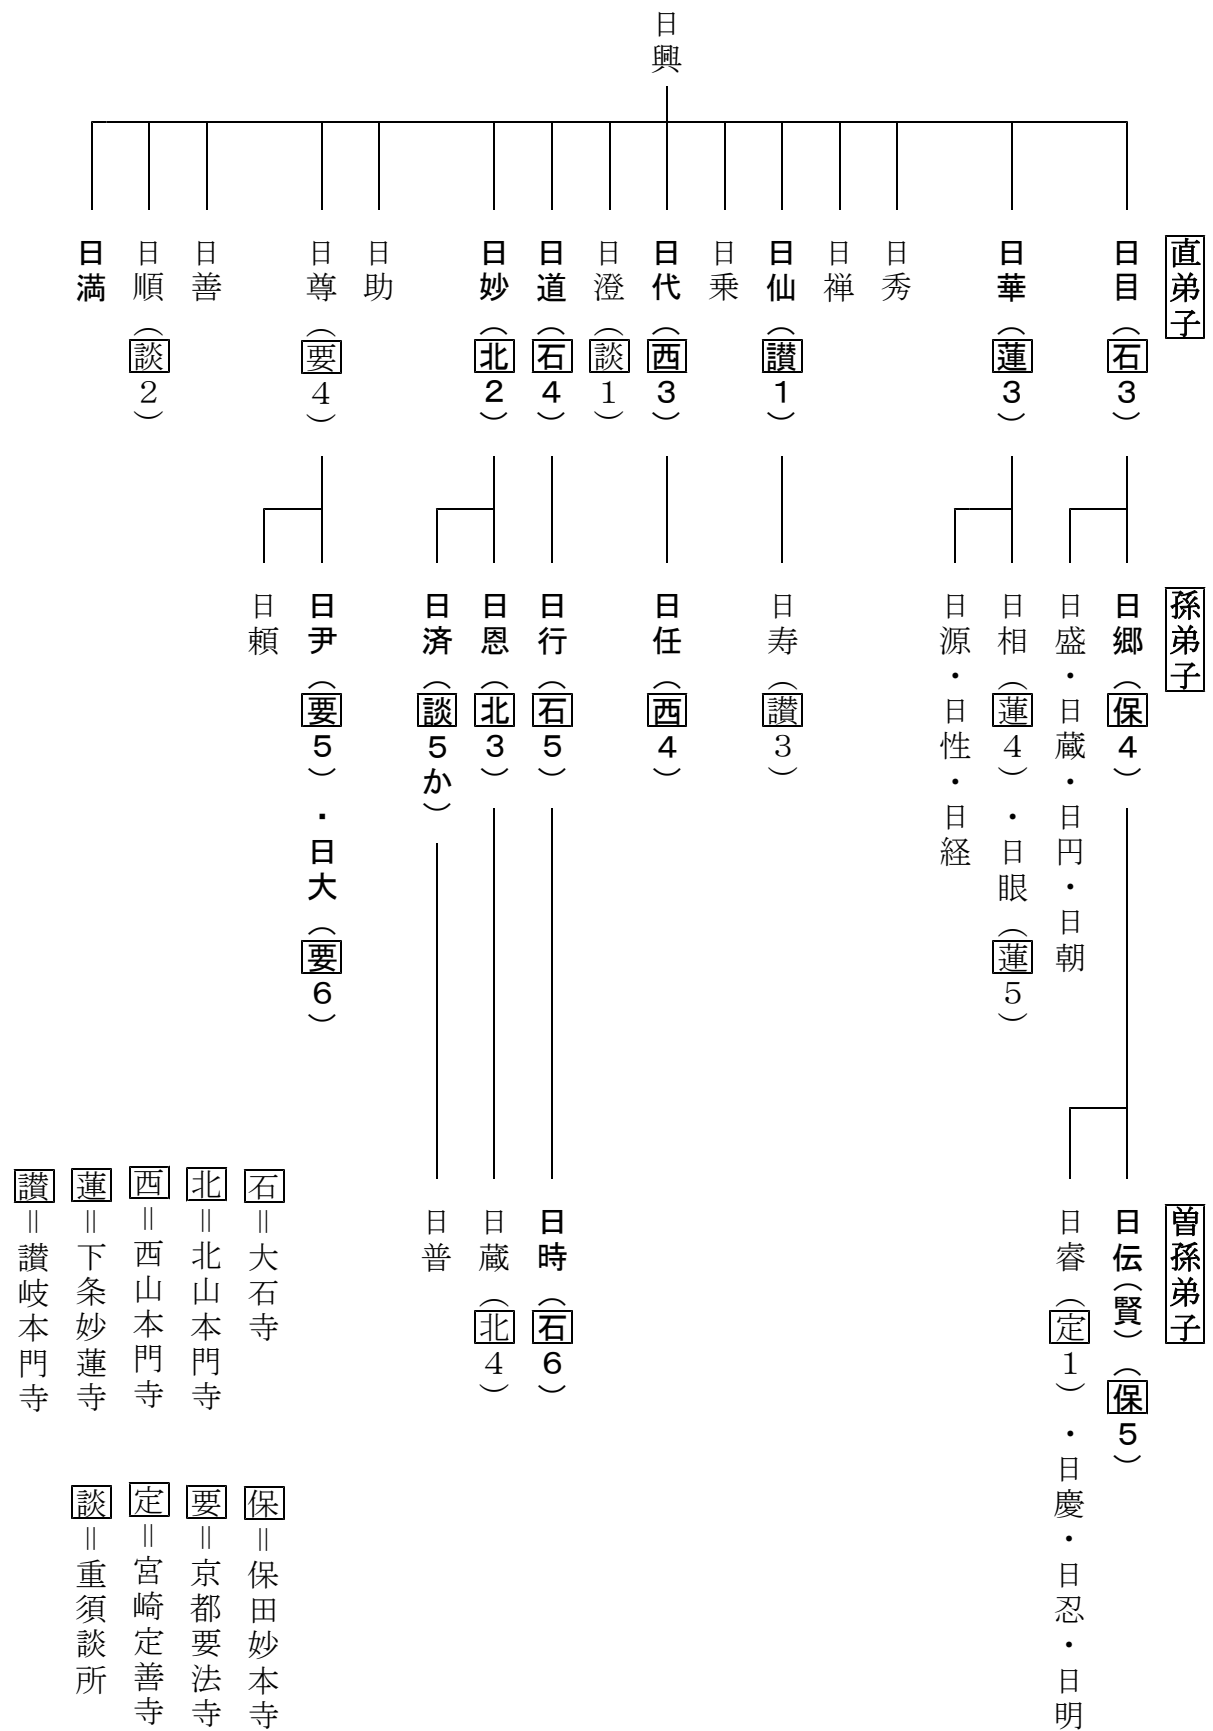 日興
直弟子
日目（石３）
日華（蓮３）
日秀
日禅
日仙（讃１）
日乗
日代（西３）
日澄（談１）
日道（石４）
日妙（北２）
日助
日尊（要４）
日善
日順（談２）
日満
孫弟子
日郷（保４）
日盛・日蔵・日円・日朝
日相（蓮４）・日眼（蓮５）
日源・日性・日経
日寿（讃３）
日任（西４）
日行（石５）
日恩（北３）
日済（談５か）
日尹（要５）・日大（要６）
日頼
曽孫弟子
日伝（賢）（保５）
日睿（定１）・日慶・日忍・日明
日時（石６）
日蔵（北４）
日普
石＝大石寺
北＝北山本門寺
西＝西山本門寺
蓮＝下条妙蓮寺
讃＝讃岐本門寺
保＝保田妙本寺
要＝京都要法寺
定＝宮崎定善寺
談＝重須談所